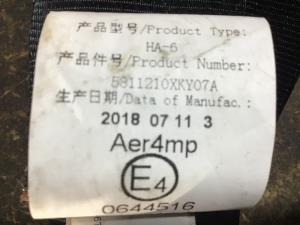 产品型号/Product Type:
HA-6
产品件号/Product Number:
5811210XKY07A
生产日期/Data of Manufac.:
2018 07 11 3
Aer4mp
E4
0644516